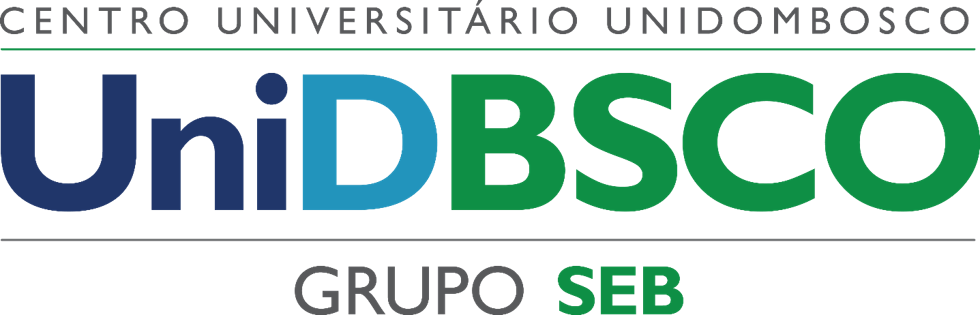 CENTRO UNIVERSITÁRIO UNIDOMBOSCO
UniDBSCO
GRUPO SEB